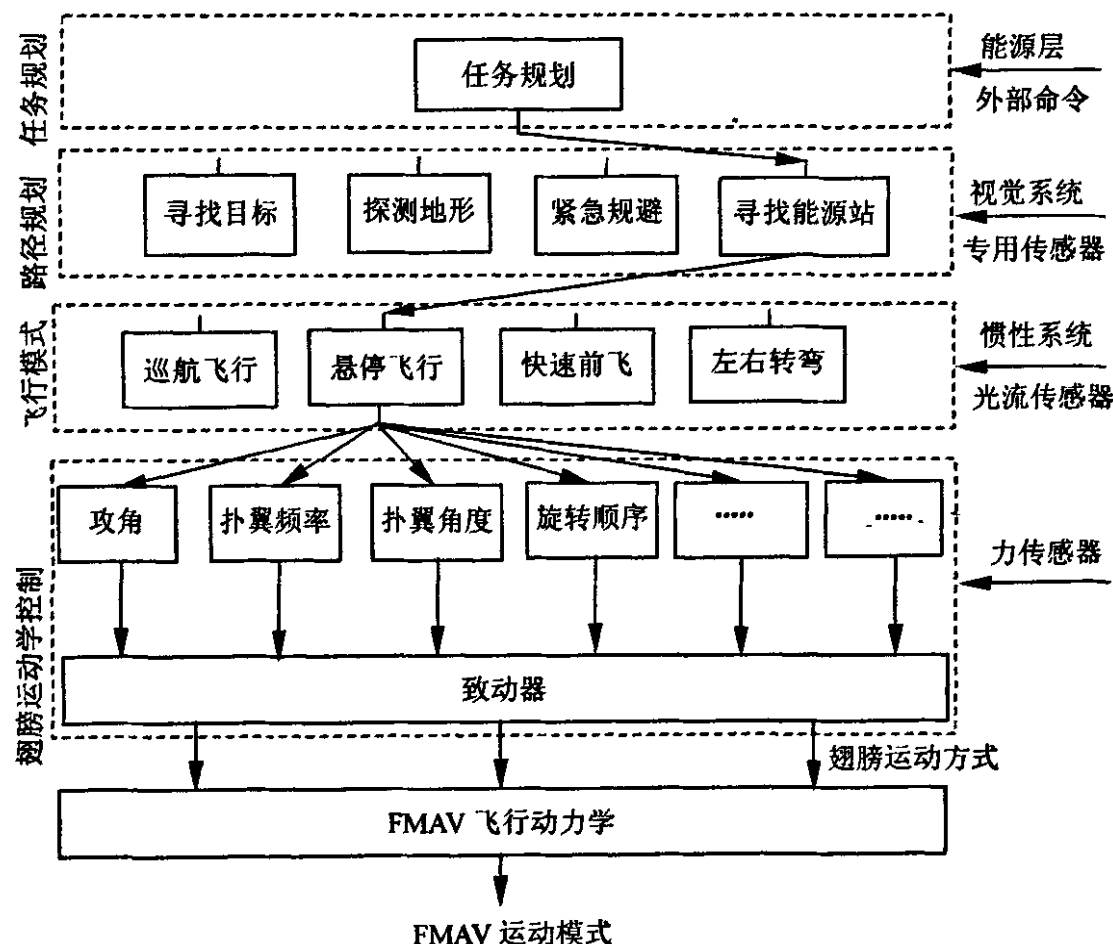 任务规划
任务规划
能源层
外部命令
路径规划
寻找目标
探测地形
紧急规避
寻找能源站
视觉系统
专用传感器
飞行模式
巡航飞行
悬停飞行
快速前飞
左右转弯
惯性系统
光流传感器
翅膀运动学控制
攻角
扑翼频率
扑翼角度
旋转顺序
·····
·····
力传感器
致动器
翅膀运动方式
FMAV 飞行动力学
FMAV 运动模式